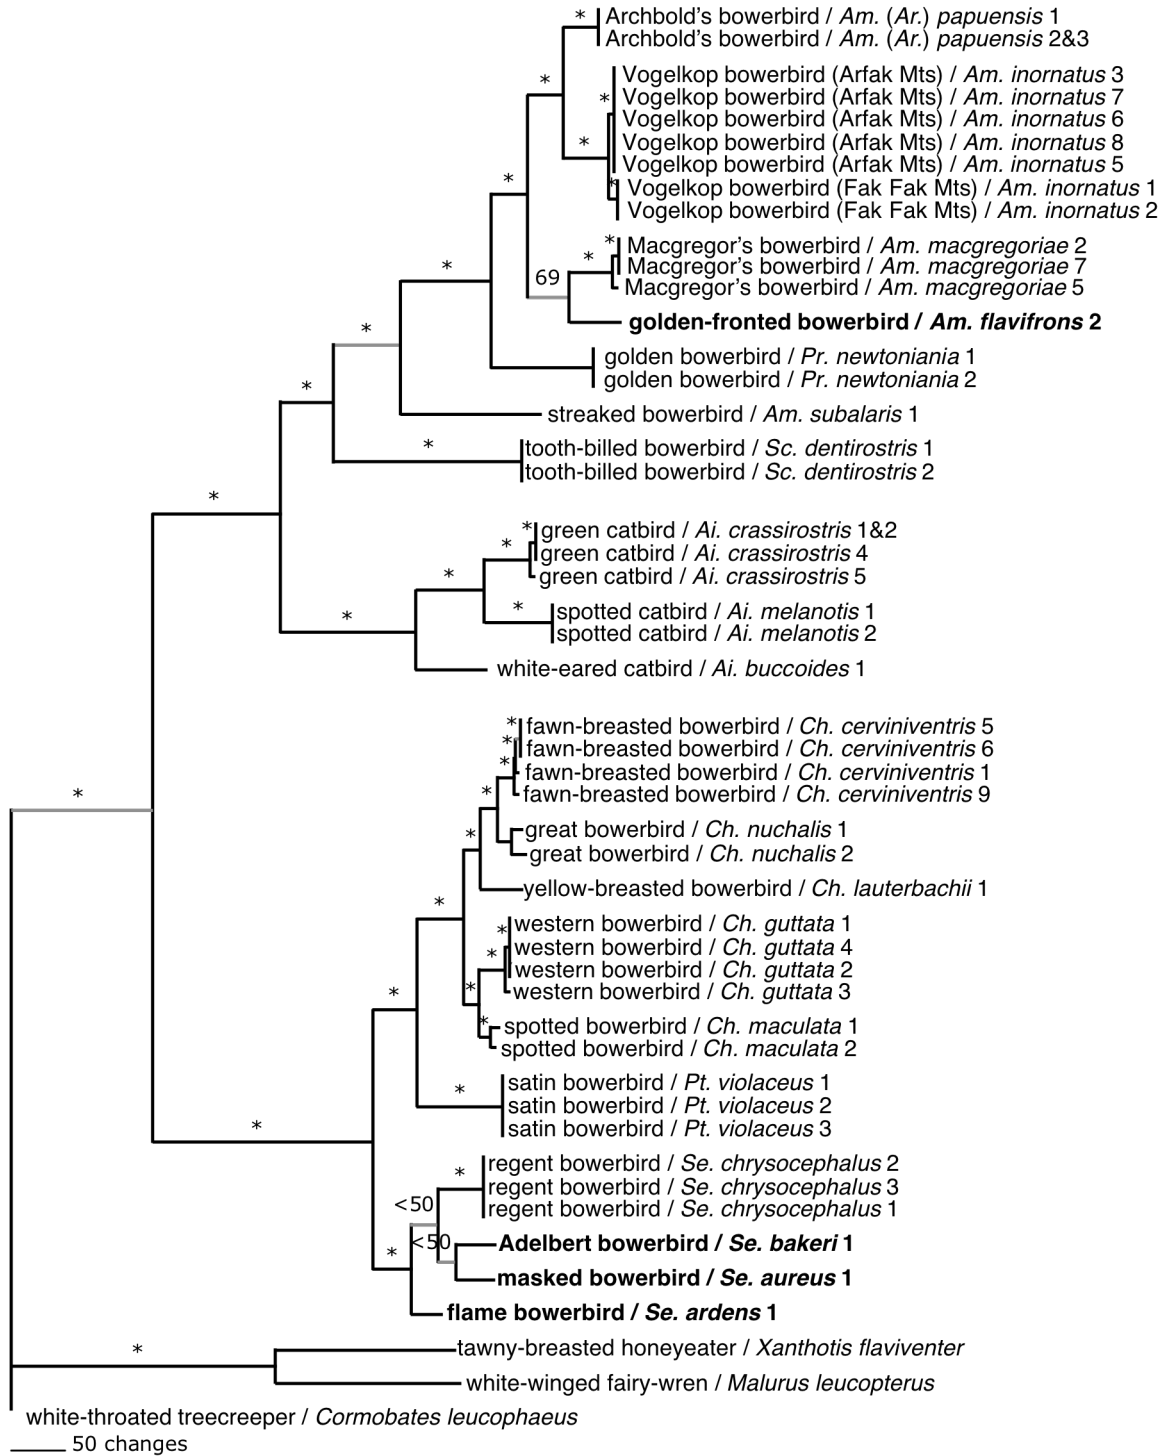 *
Archbold's bowerbird / Am. (Ar.) papuensis 1
Archbold's bowerbird / Am. (Ar.) papuensis 2&3
*
Vogelkop bowerbird (Arfak Mts) / Am. inornatus 3
*
Vogelkop bowerbird (Arfak Mts) / Am. inornatus 7
Vogelkop bowerbird (Arfak Mts) / Am. inornatus 6
*
Vogelkop bowerbird (Arfak Mts) / Am. inornatus 8
Vogelkop bowerbird (Arfak Mts) / Am. inornatus 5
*
*
Vogelkop bowerbird (Fak Fak Mts) / Am. inornatus 1
Vogelkop bowerbird (Fak Fak Mts) / Am. inornatus 2
*
Macgregor's bowerbird / Am. macgregoriae 2
*
Macgregor's bowerbird / Am. macgregoriae 7
69
Macgregor's bowerbird / Am. macgregoriae 5
*
golden-fronted bowerbird / Am. flavifrons 2
*
golden bowerbird / Pr. newtoniania 1
golden bowerbird / Pr. newtoniania 2
*
streaked bowerbird / Am. subalaris 1
*
tooth-billed bowerbird / Sc. dentirostris 1
tooth-billed bowerbird / Sc. dentirostris 2
*
*
green catbird / Ai. crassirostris 1&2
*
green catbird / Ai. crassirostris 4
*
green catbird / Ai. crassirostris 5
*
*
spotted catbird / Ai. melanotis 1
spotted catbird / Ai. melanotis 2
white-eared catbird / Ai. buccoides 1
*
fawn-breasted bowerbird / Ch. cerviniventris 5
*
fawn-breasted bowerbird / Ch. cerviniventris 6
*
fawn-breasted bowerbird / Ch. cerviniventris 1
*
*
fawn-breasted bowerbird / Ch. cerviniventris 9
*
great bowerbird / Ch. nuchalis 1
great bowerbird / Ch. nuchalis 2
yellow-breasted bowerbird / Ch. lauterbachii 1
*
*
western bowerbird / Ch. guttata 1
*
western bowerbird / Ch. guttata 4
western bowerbird / Ch. guttata 2
*
*
western bowerbird / Ch. guttata 3
*
spotted bowerbird / Ch. maculata 1
spotted bowerbird / Ch. maculata 2
*
satin bowerbird / Pt. violaceus 1
satin bowerbird / Pt. violaceus 2
*
satin bowerbird / Pt. violaceus 3
*
regent bowerbird / Se. chrysocephalus 2
regent bowerbird / Se. chrysocephalus 3
<50
regent bowerbird / Se. chrysocephalus 1
<50
*
Adelbert bowerbird / Se. bakeri 1
masked bowerbird / Se. aureus 1
flame bowerbird / Se. ardens 1
*
tawny-breasted honeyeater / Xanthotis flaviventer
white-winged fairy-wren / Malurus leucopterus
white-throated treecreeper / Cormobates leucophaeus
50 changes